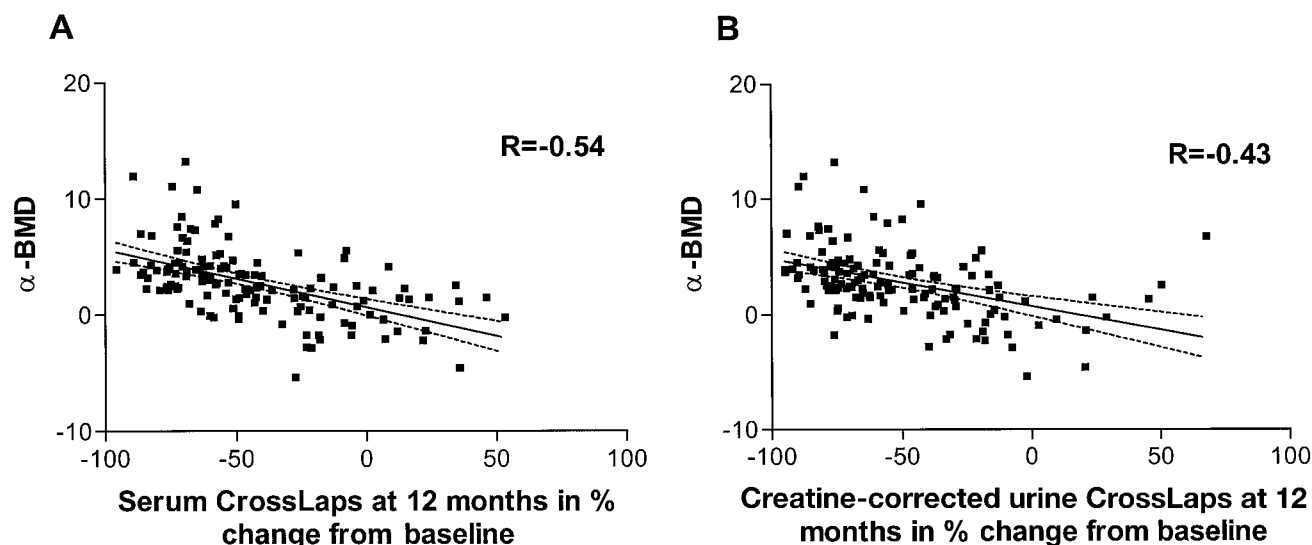 A
B
20
10
0
-10
R=-0.54
α-BMD
-100
-50
0
50
100
Serum CrossLaps at 12 months in %
change from baseline
20
10
0
-10
R=-0.43
α-BMD
-100
-50
0
50
100
Creatine-corrected urine CrossLaps at 12
months in % change from baseline